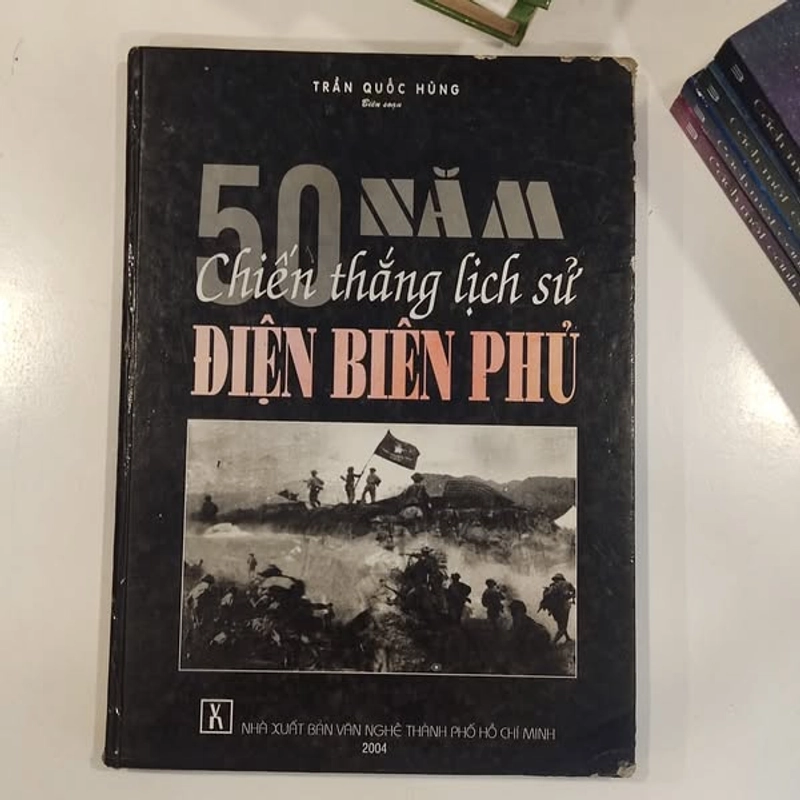 TRẦN QUỐC HÙNG
Biên soạn
50 NĂM
Chiến thắng lịch sử
ĐIỆN BIÊN PHỦ
NHÀ XUẤT BẢN VĂN NGHỆ THÀNH PHỐ HỒ CHÍ MINH
2004